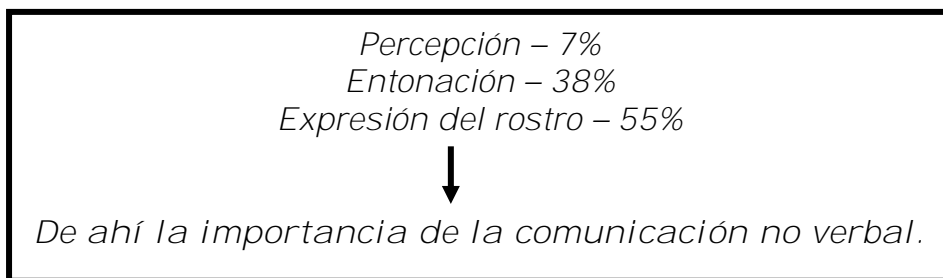 Percepción – 7%
Entonación – 38%
Expresión del rostro – 55%
De ahí la importancia de la comunicación no verbal.